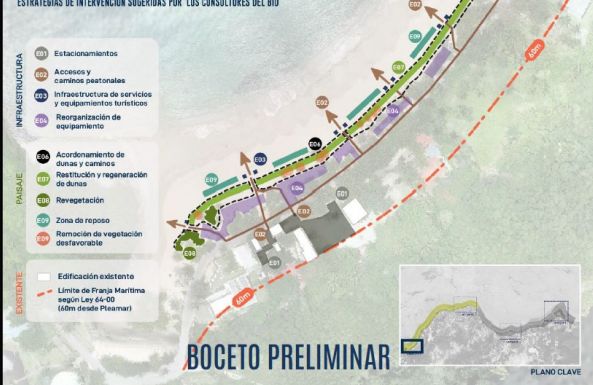 ESTRATEGIAS DE INTERVENCIÓN SUGERIDAS POR LOS CONSULTORES DEL BID
INFRAESTRUCTURA
E01 Estacionamientos
E02 Accesos y
caminos peatonales
E03 Infraestructura de servicios
y equipamientos turísticos
E04 Reorganización de
equipamiento
PAISAJE
E06 Acordonamiento de
dunas y caminos
E07 Restitución y regeneración
de dunas
E08 Revegetación
E09 Zona de reposo
E09 Remoción de vegetación
desfavorable
EXISTENTE
Edificación existente
Límite de Franja Marítima
según Ley 64-00
(60m desde Pleamar)
E02
E09
60m
E07
E02
E04
E06
E03
E09
E04
E01
E02
E02
E08
E01
60m
BOCETO PRELIMINAR
PLANO CLAVE